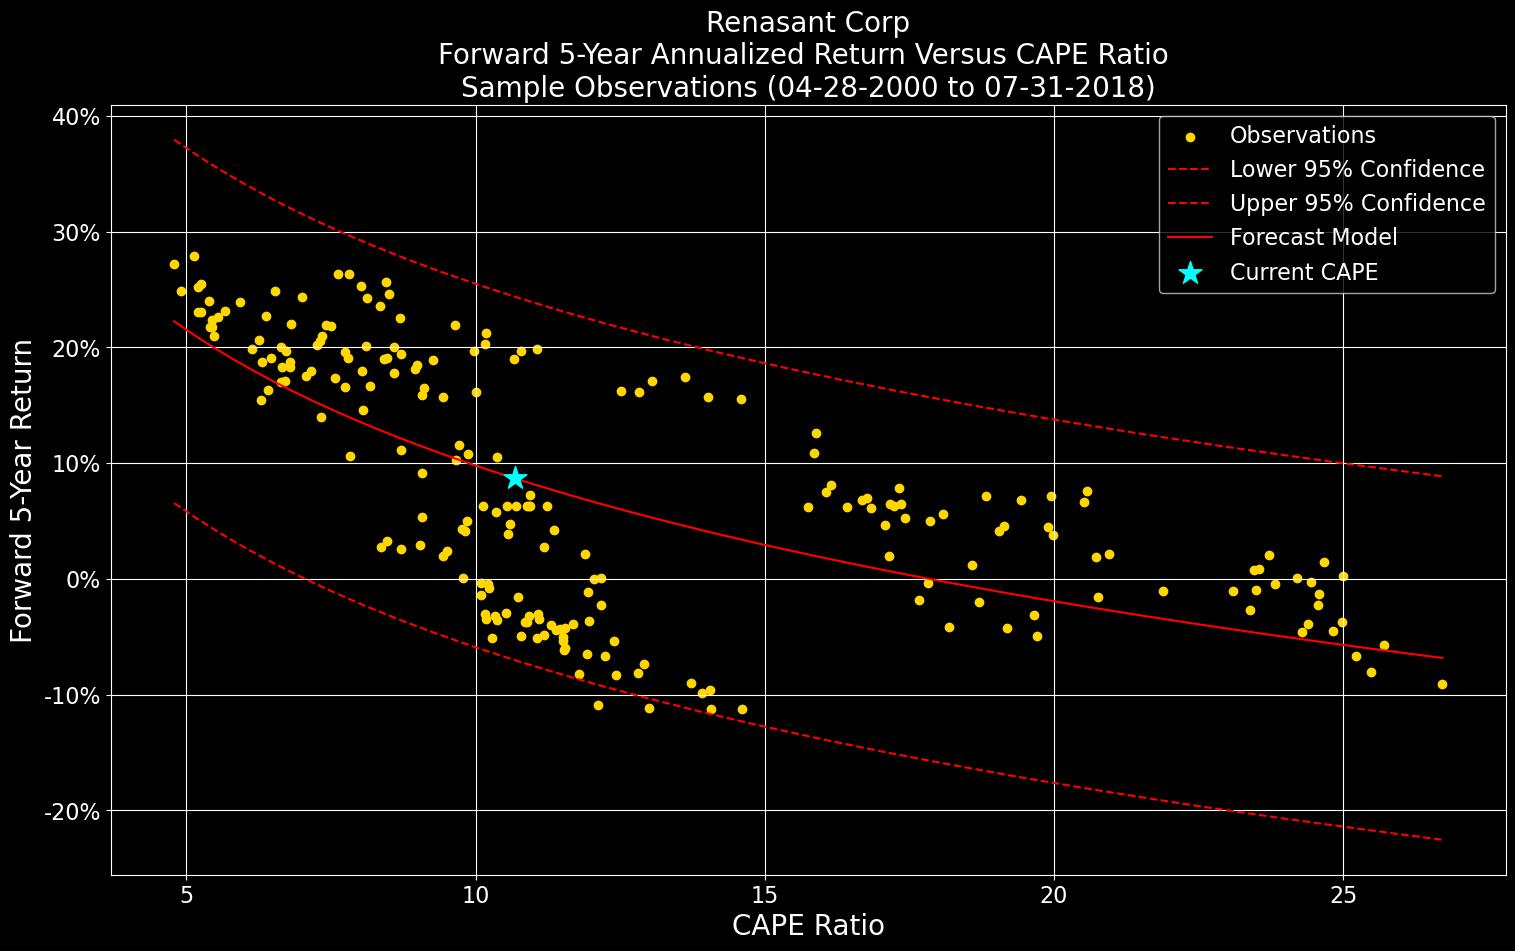 Renasant Corp
Forward 5-Year Annualized Return Versus CAPE Ratio
Sample Observations (04-28-2000 to 07-31-2018)
40%
30%
20%
10%
0%
-10%
-20%
Forward 5-Year Return
Observations
Lower 95% Confidence
Upper 95% Confidence
Forecast Model
Current CAPE
5
10
15
20
25
CAPE Ratio